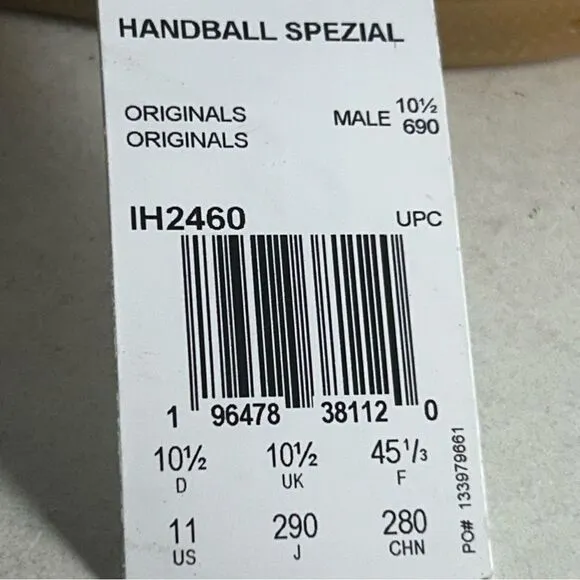 HANDBALL SPEZIAL
ORIGINALS MALE 10½
ORIGINALS 690
IH2460 UPC
1 96478 38112 0
10½ 10½ 45⅓
D UK F
11 290 280
US J CHN
PO# 133979661